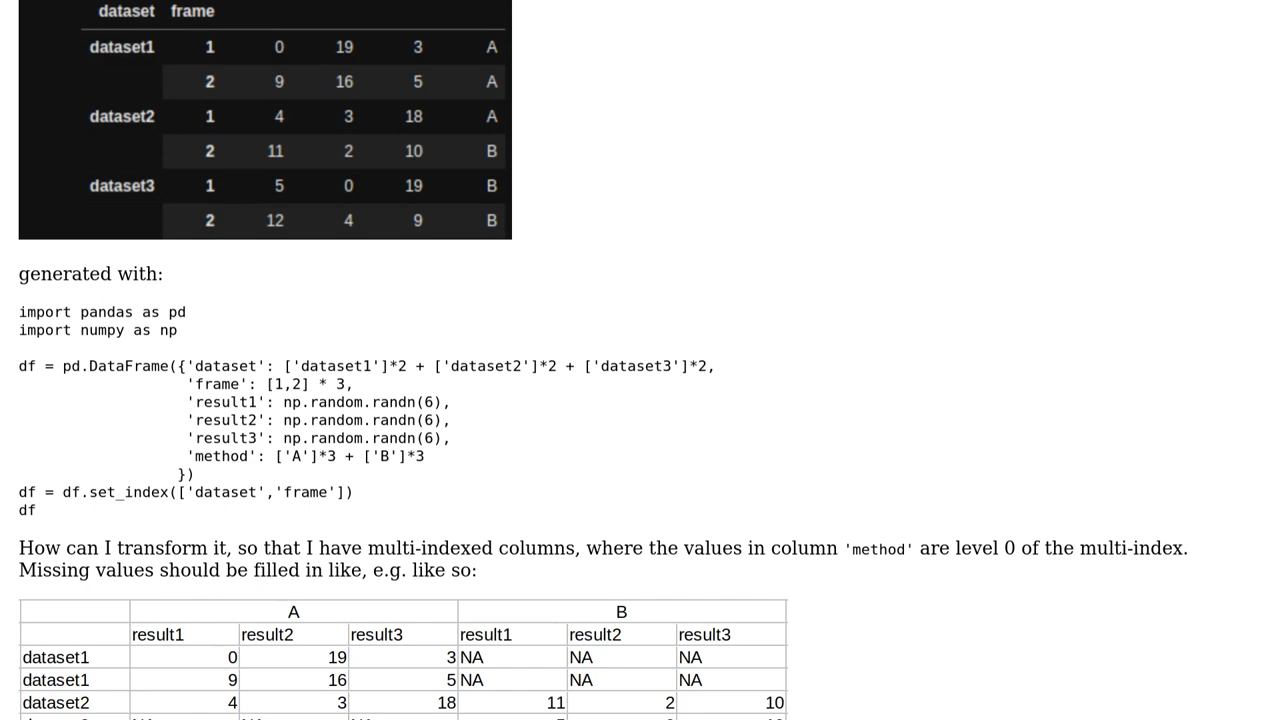 dataset frame
dataset1 1 0 19 3 A
2 9 16 5 A
dataset2 1 4 3 18 A
2 11 2 10 B
dataset3 1 5 0 19 B
2 12 4 9 B
generated with:
import pandas as pd
import numpy as np
df = pd.DataFrame({'dataset': ['dataset1']*2 + ['dataset2']*2 + ['dataset3']*2,
'frame': [1,2] * 3,
'result1': np.random.randn(6),
'result2': np.random.randn(6),
'result3': np.random.randn(6),
'method': ['A']*3 + ['B']*3
})
df = df.set_index(['dataset','frame'])
df
How can I transform it, so that I have multi-indexed columns, where the values in column 'method' are level 0 of the multi-index.
Missing values should be filled in like, e.g. like so:
A B
result1 result2 result3 result1 result2 result3
dataset1 0 19 3 NA NA NA
dataset1 9 16 5 NA NA NA
dataset2 4 3 18 11 2 10